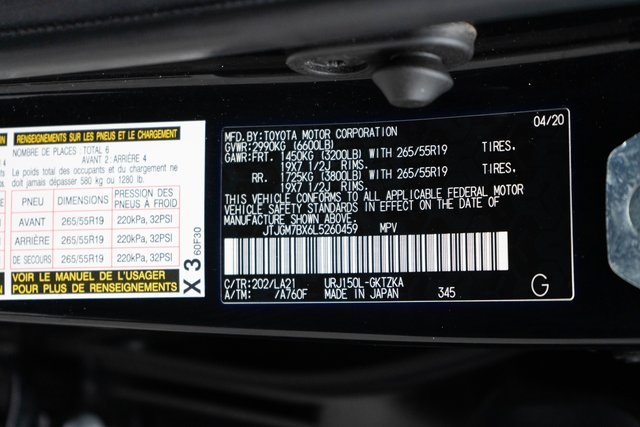 RENSEIGNEMENTS SUR LES PNEUS ET LE CHARGEMENT
NOMBRE DE PLACES : TOTAL 6
AVANT 2 : ARRIÈRE 4
Le poids total des occupants et du chargement ne
doit jamais dépasser 580 kg ou 1280 lb.
PNEU DIMENSIONS PRESSION DES PNEUS À FROID
AVANT 265/55R19 220kPa, 32PSI
ARRIÈRE 265/55R19 220kPa, 32PSI
DE SECOURS 265/55R19 220kPa, 32PSI
VOIR LE MANUEL DE L'USAGER
POUR PLUS DE RENSEIGNEMENTS
X 3 60F30
04/20
MFD.BY:TOYOTA MOTOR CORPORATION
GVWR:2990KG (6600LB)
GAWR:FRT. 1450KG (3200LB) WITH 265/55R19 TIRES.
19X7 1/2J RIMS.
RR. 1725KG (3800LB) WITH 265/55R19 TIRES.
19X7 1/2J RIMS.
THIS VEHICLE CONFORMS TO ALL APPLICABLE FEDERAL MOTOR
VEHICLE SAFETY STANDARDS IN EFFECT ON THE DATE OF
MANUFACTURE SHOWN ABOVE.
JTJGM7BX6L5260459 MPV
C/TR:202/LA21 URJ150L-GKTZKA
A/TM: /A760F MADE IN JAPAN 345 G